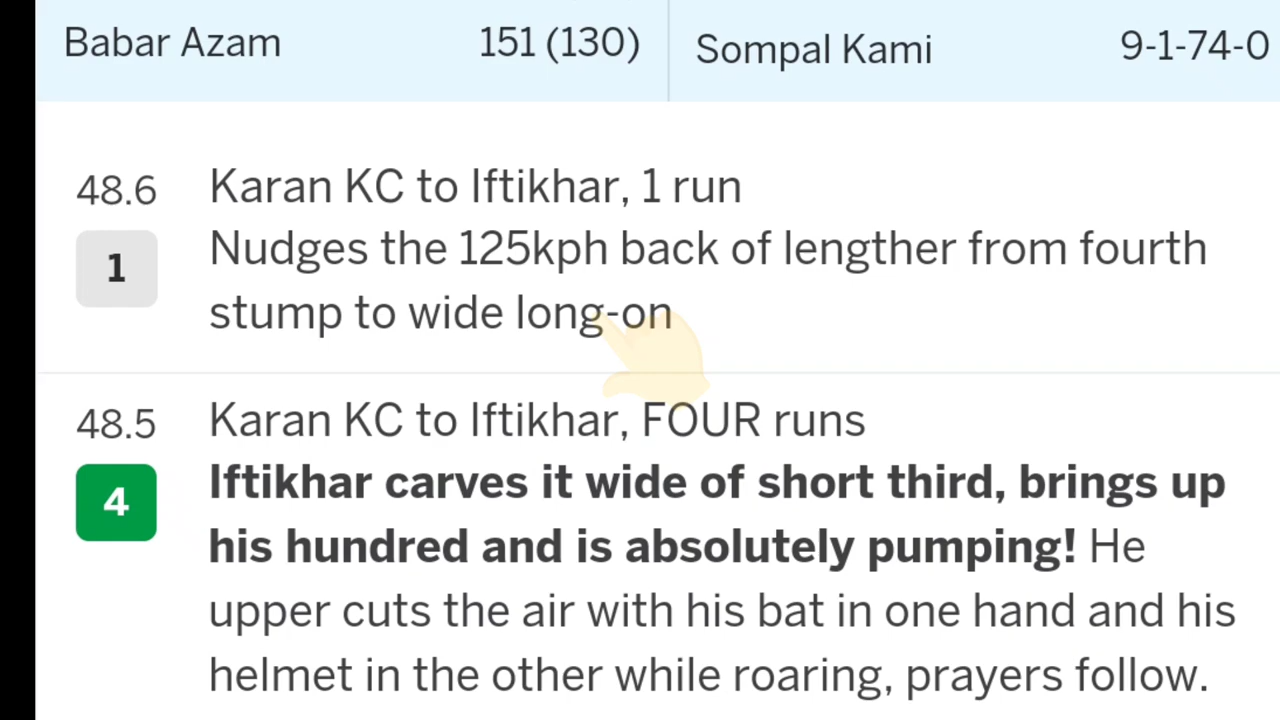 Babar Azam 151 (130) Sompal Kami 9-1-74-0
48.6 Karan KC to Iftikhar, 1 run
1 Nudges the 125kph back of lengther from fourth
stump to wide long-on
48.5 Karan KC to Iftikhar, FOUR runs
4 Iftikhar carves it wide of short third, brings up
his hundred and is absolutely pumping! He
upper cuts the air with his bat in one hand and his
helmet in the other while roaring, prayers follow.